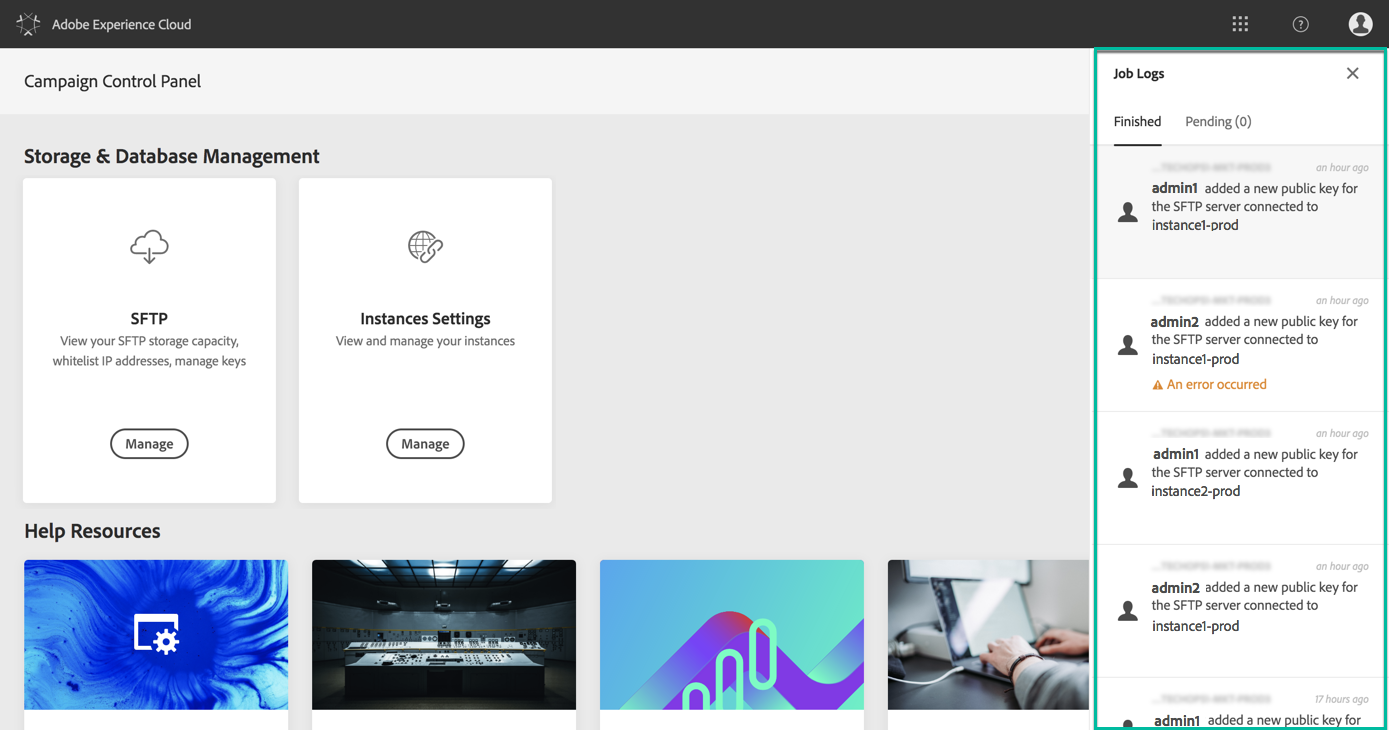 Adobe Experience Cloud
?
Campaign Control Panel
Storage & Database Management
SFTP
View your SFTP storage capacity,
whitelist IP addresses, manage keys
Manage
Instances Settings
View and manage your instances
Manage
Help Resources
Job Logs
Finished
Pending (0)
an hour ago
admin1 added a new public key for
the SFTP server connected to
instance1-prod
an hour ago
admin2 added a new public key for
the SFTP server connected to
instance1-prod
An error occurred
an hour ago
admin1 added a new public key for
the SFTP server connected to
instance2-prod
an hour ago
admin2 added a new public key for
the SFTP server connected to
instance1-prod
17 hours ago
admin1 added a new public key for